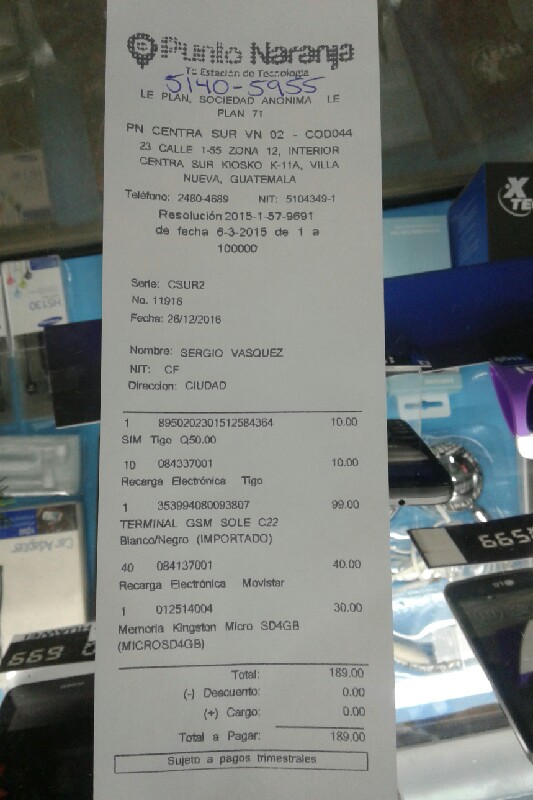 Punto Naranja
Tu Estación de Tecnología
5140-5955
LE PLAN, SOCIEDAD ANONIMA LE
PLAN 71
PN CENTRA SUR VN 02 - COD044
23 CALLE 1-55 ZONA 12, INTERIOR
CENTRA SUR KIOSKO K-11A, VILLA
NUEVA, GUATEMALA
Teléfono: 2480-4689 NIT: 5104349-1
Resolución 2015-1-57-9691
de fecha 6-3-2015 de 1 a
100000
Serie: CSUR2
No. 11916
Fecha: 26/12/2016
Nombre: SERGIO VASQUEZ
NIT: CF
Direccion: CIUDAD
1 8950202301512584364 10.00
SIM Tigo Q50.00
10 084337001 10.00
Recarga Electrónica Tigo
1 353994080093807 99.00
TERMINAL GSM SOLE C22
Blanco/Negro (IMPORTADO)
40 084137001 40.00
Recarga Electrónica Movistar
1 012514004 30.00
Memoria Kingston Micro SD4GB
(MICROSD4GB)
Total: 189.00
(-) Descuento: 0.00
(+) Cargo: 0.00
Total a Pagar: 189.00
Sujeto a pagos trimestrales
HS130
Car Adapter
699